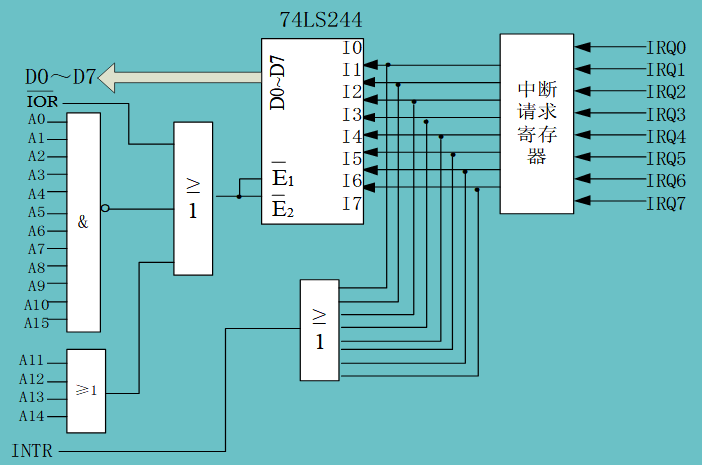 74LS244
D0～D7
IOR
A0
A1
A2
A3
A4
A5
A6
A7
A8
A9
A10
A15
&
≥
1
D0~D7
E1
E2
I0
I1
I2
I3
I4
I5
I6
I7
中断
请求
寄存
器
IRQ0
IRQ1
IRQ2
IRQ3
IRQ4
IRQ5
IRQ6
IRQ7
≥
1
A11
A12
A13
A14
≥1
INTR